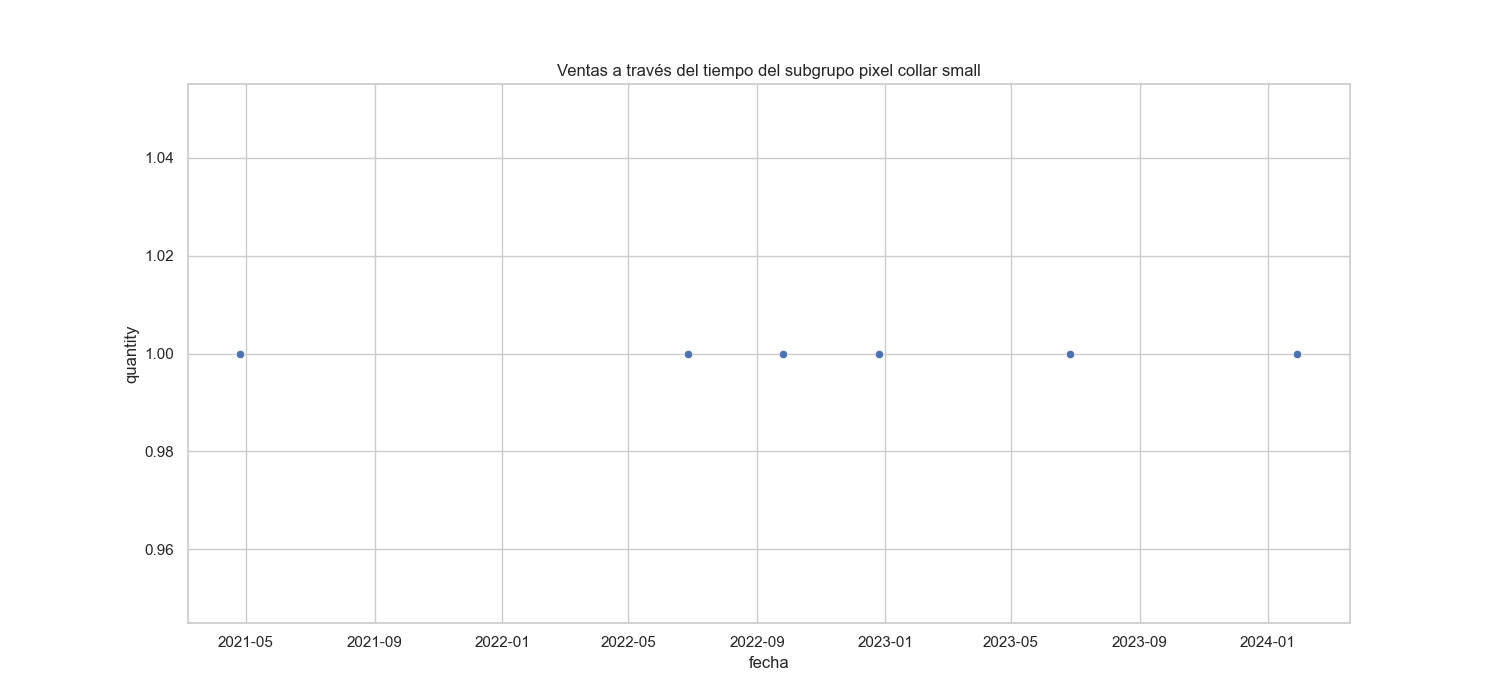 Ventas a través del tiempo del subgrupo pixel collar small
1.04
1.02
1.00
0.98
0.96
quantity
2021-05 2021-09 2022-01 2022-05 2022-09 2023-01 2023-05 2023-09 2024-01
fecha